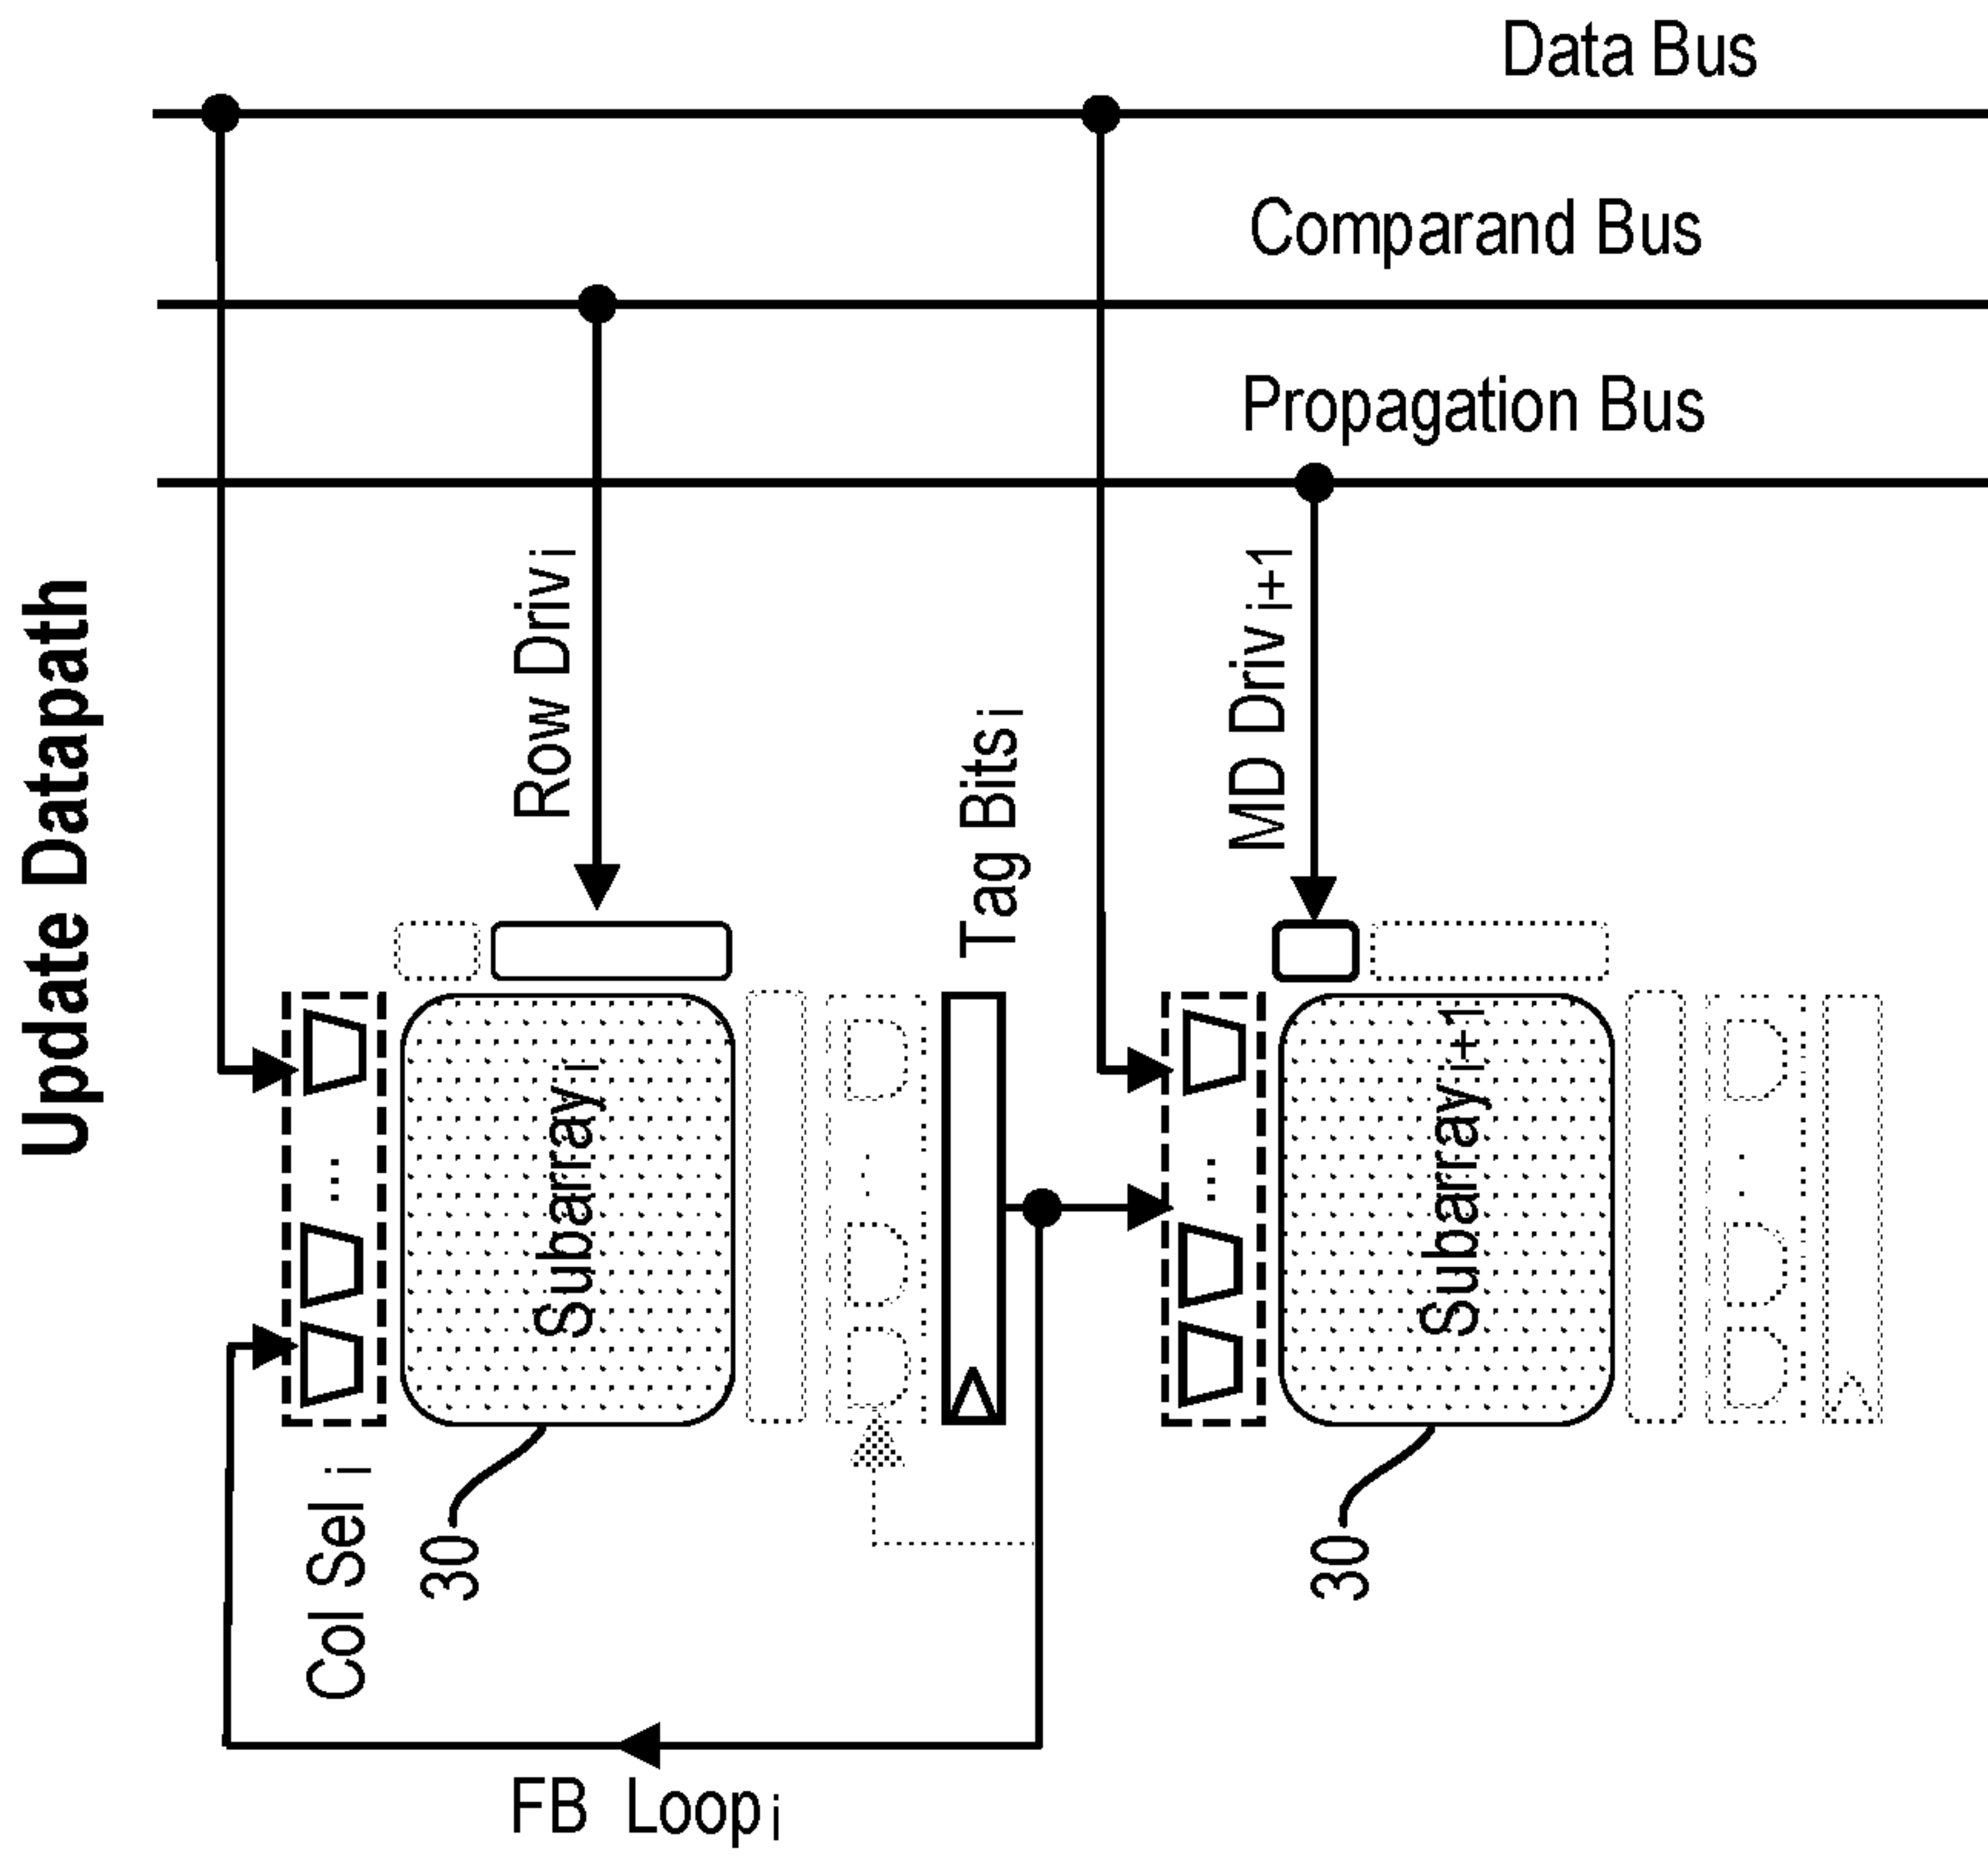 Data Bus
Comparand Bus
Propagation Bus
Update Datapath
Row Driv i
MD Driv i+1
Tag Bits i
Subarray i
Subarray i+1
...
...
Col Sel i
30
30
FB Loop i